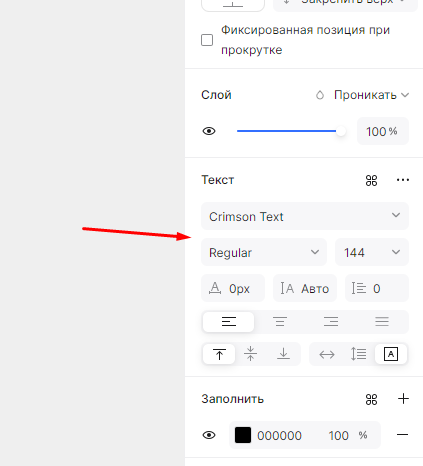 Закрепить верх
Фиксированная позиция при
прокрутке
Слой
Проникать
100 %
Текст
Crimson Text
Regular
144
0px
Авто
0
A
Заполнить
000000
100 %